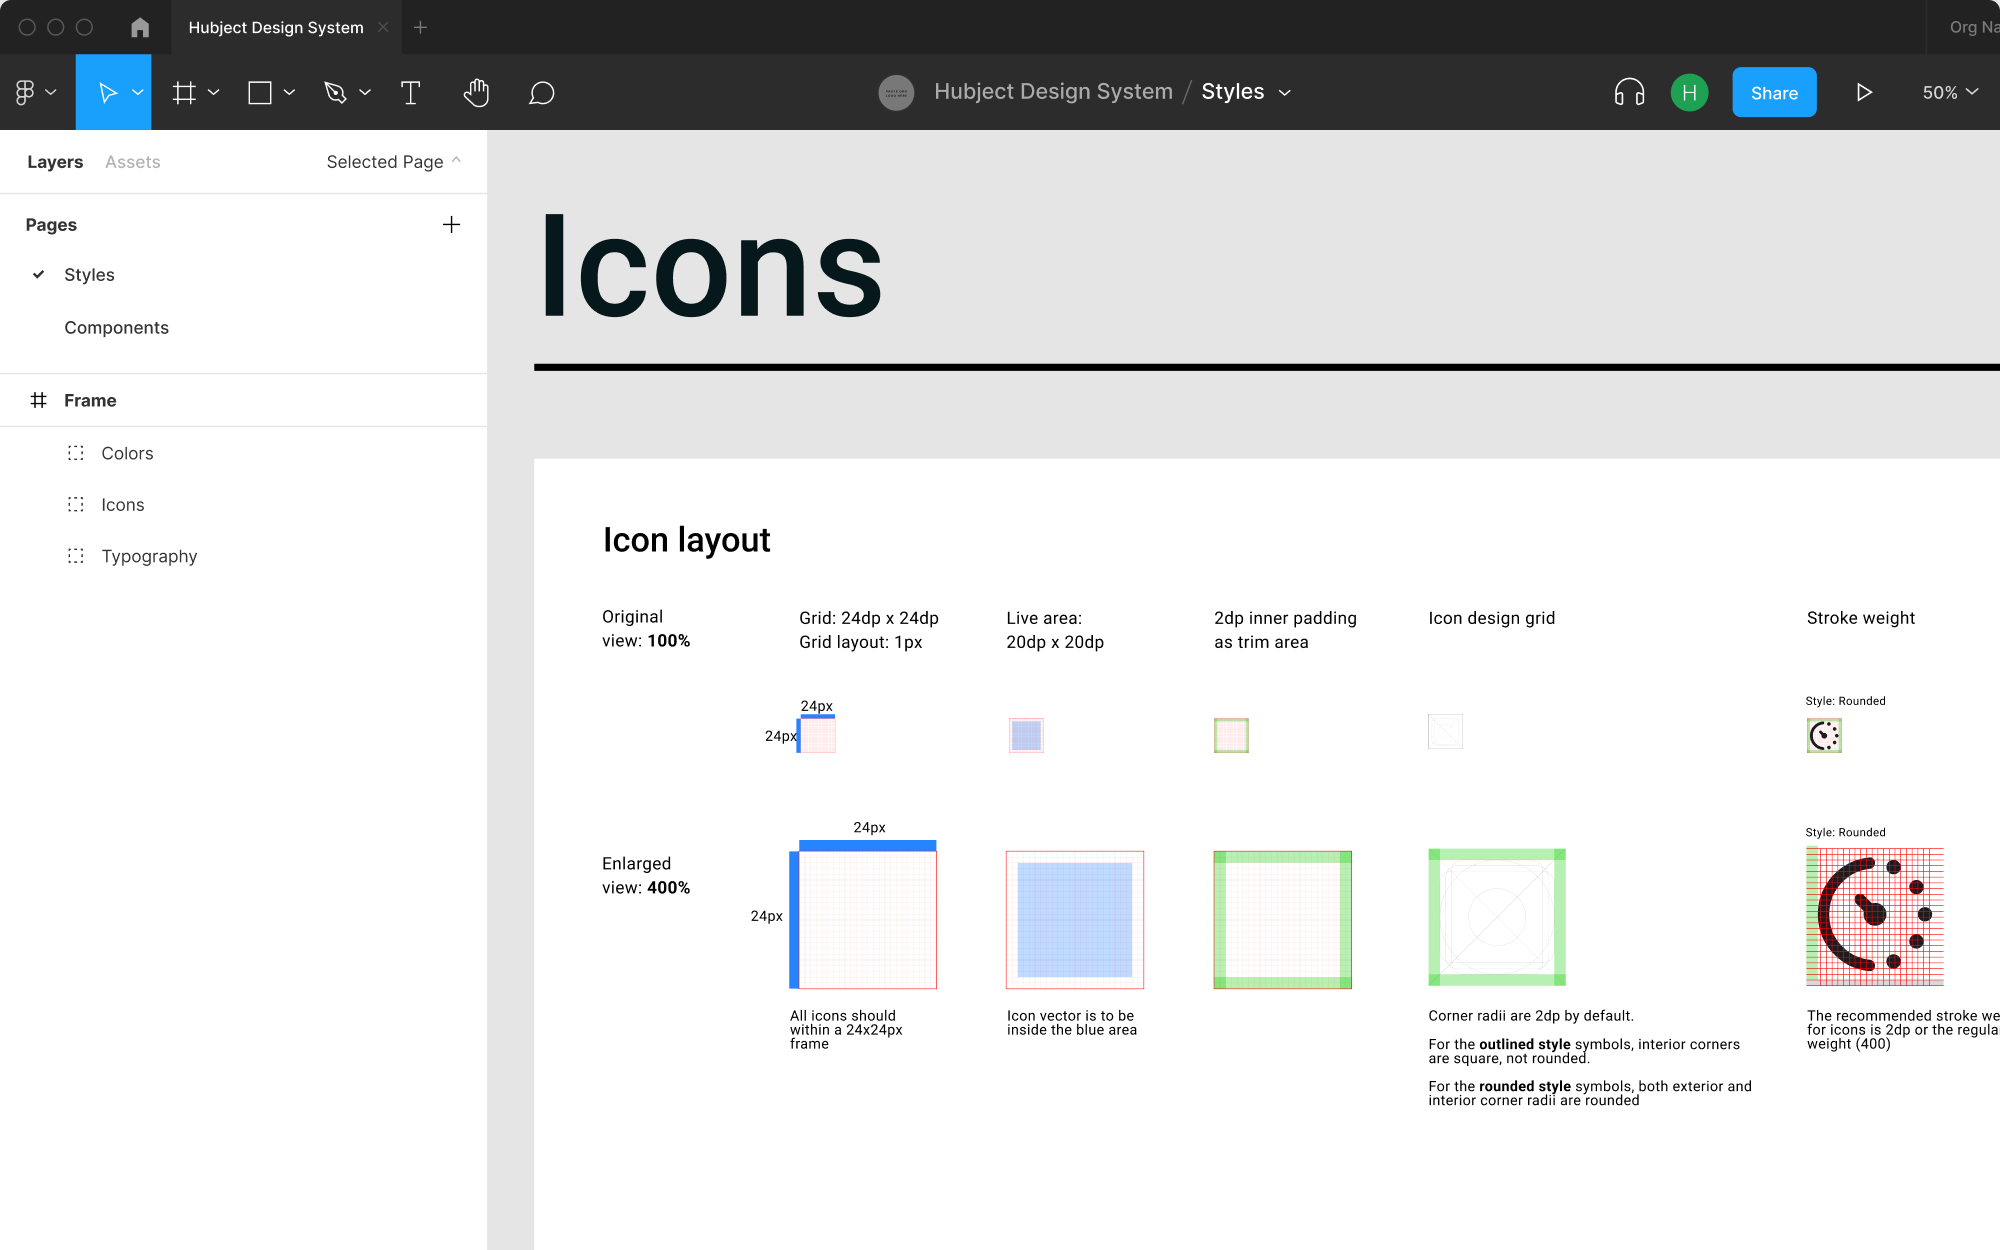 Hubject Design System
Org Na
Hubject Design System / Styles
H
Share
50%
Layers
Assets
Selected Page
Pages
Styles
Components
Frame
Colors
Icons
Typography
Icons
Icon layout
Original
view: 100%
Grid: 24dp x 24dp
Grid layout: 1px
Live area:
20dp x 20dp
2dp inner padding
as trim area
Icon design grid
Stroke weight
24px
24px
Style: Rounded
Enlarged
view: 400%
24px
24px
Style: Rounded
All icons should
within a 24x24px
frame
Icon vector is to be
inside the blue area
Corner radii are 2dp by default.
For the outlined style symbols, interior corners
are square, not rounded.
For the rounded style symbols, both exterior and
interior corner radii are rounded
The recommended stroke we
for icons is 2dp or the regula
weight (400)